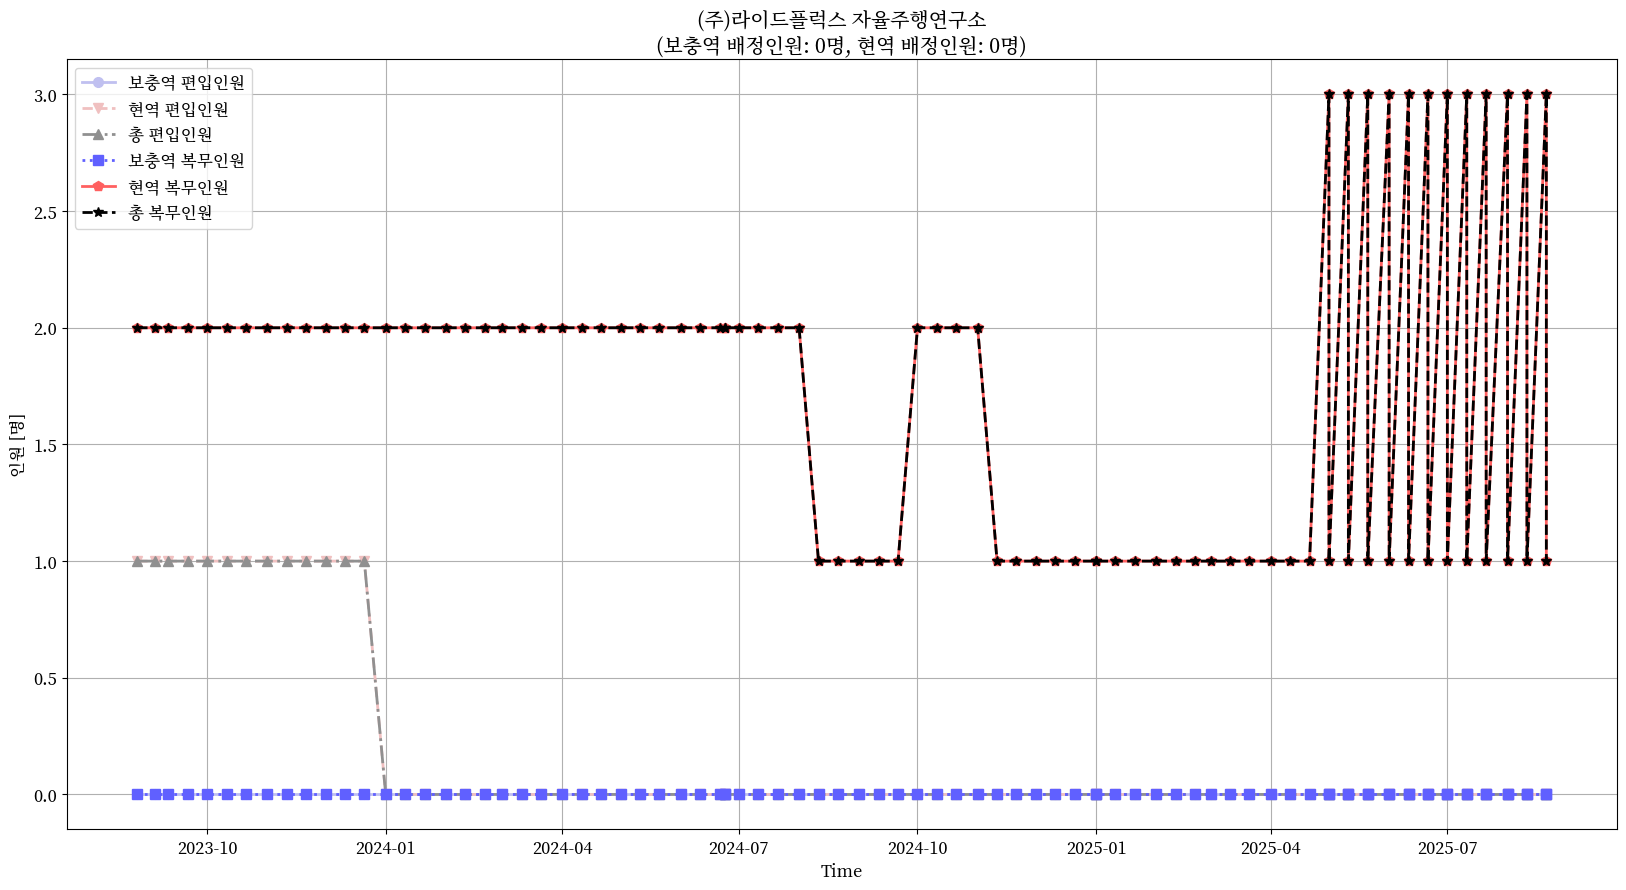 (주)라이드플럭스 자율주행연구소
(보충역 배정인원: 0명, 현역 배정인원: 0명)
보충역 편입인원
현역 편입인원
총 편입인원
보충역 복무인원
현역 복무인원
총 복무인원
3.0
2.5
2.0
1.5
1.0
0.5
0.0
인원 [명]
2023-10
2024-01
2024-04
2024-07
2024-10
2025-01
2025-04
2025-07
Time